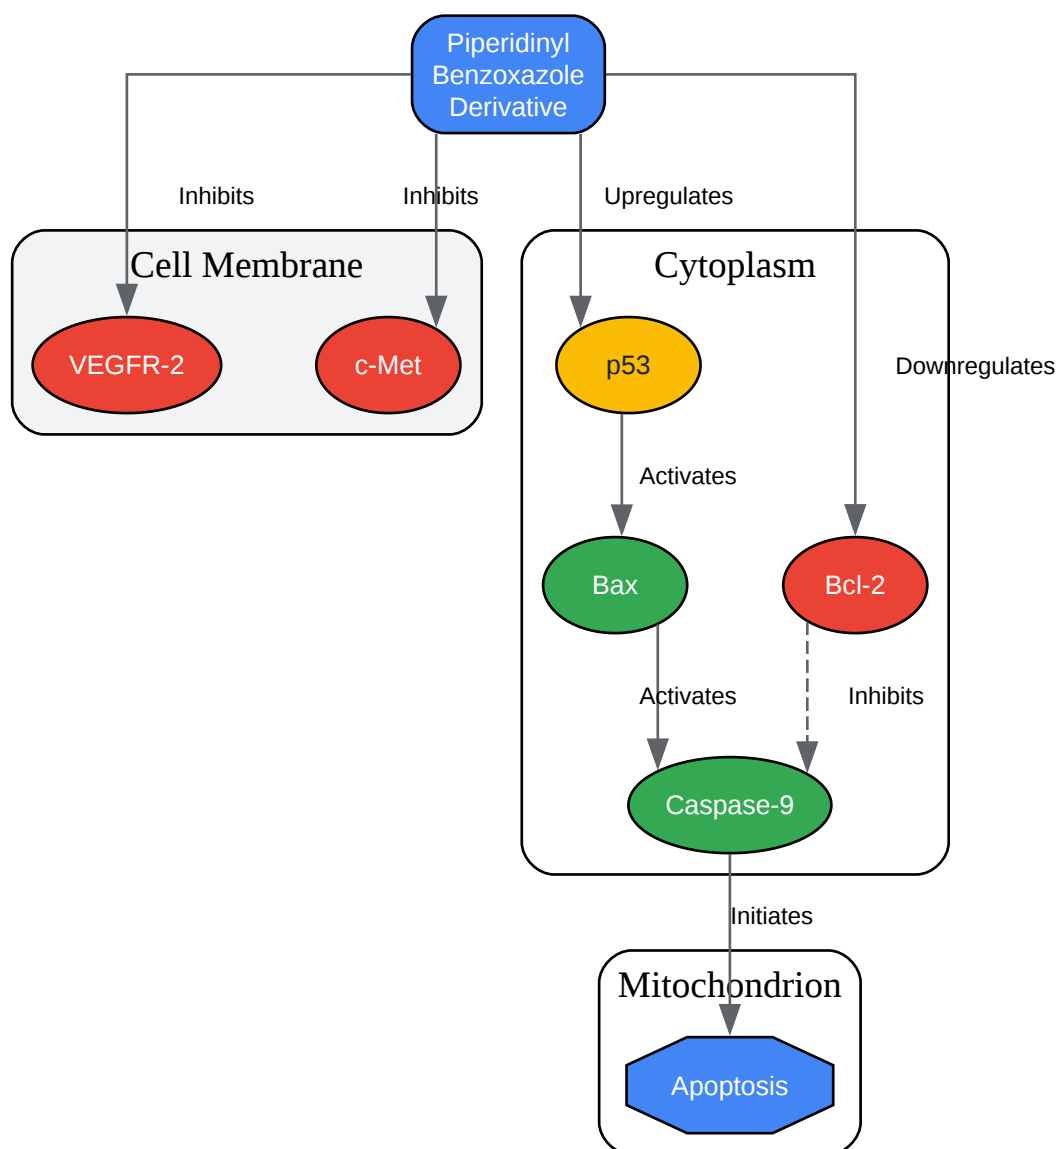 Piperidinyl
Benzoxazole
Derivative
Inhibits
Inhibits
Upregulates
Cell Membrane
Cytoplasm
VEGFR-2
c-Met
p53
Downregulates
Activates
Bax
Bcl-2
Activates
Inhibits
Caspase-9
Initiates
Mitochondrion
Apoptosis